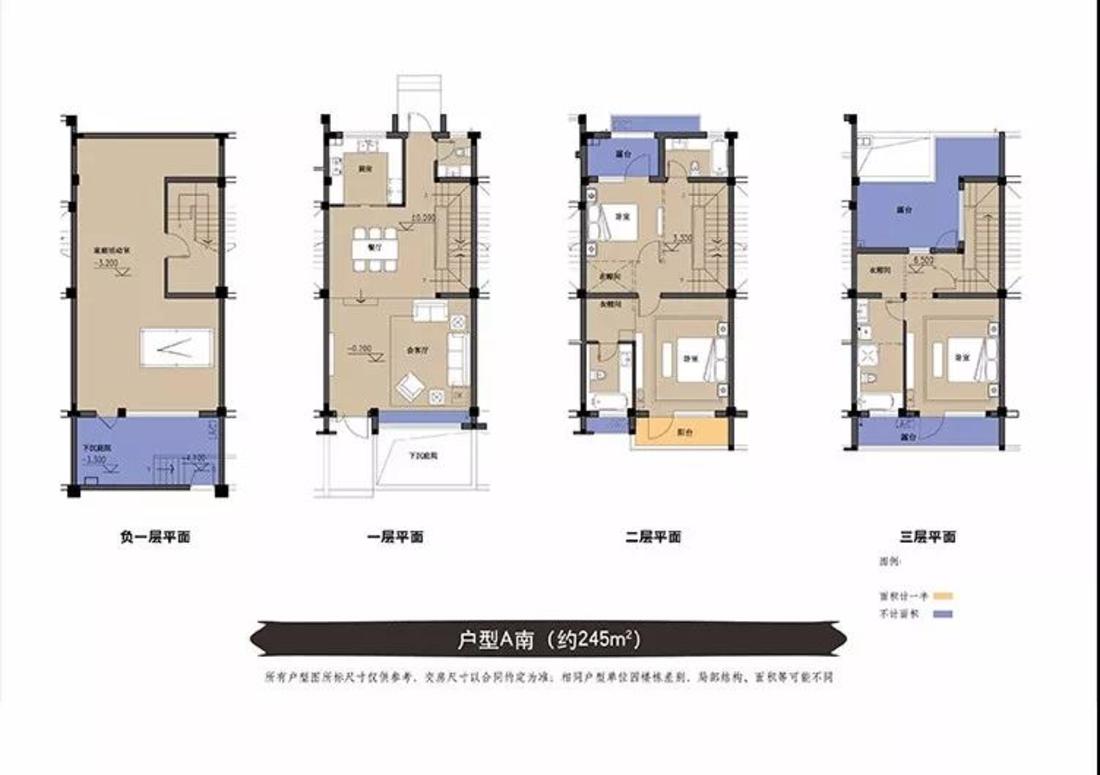 家庭活动室
-3.200
下沉庭院
-3.300
厨房
±0.000
餐厅
-0.200
会客厅
下沉庭院
露台
卧室
3.300
衣帽间
衣帽间
卧室
阳台
露台
衣帽间
6.500
卧室
露台
负一层平面
一层平面
二层平面
三层平面
图例:
面积计一半
不计面积
户型A南（约245m²）
所有户型图所标尺寸仅供参考，交房尺寸以合同约定为准；相同户型单位因楼栋差别，局部结构、面积等可能不同